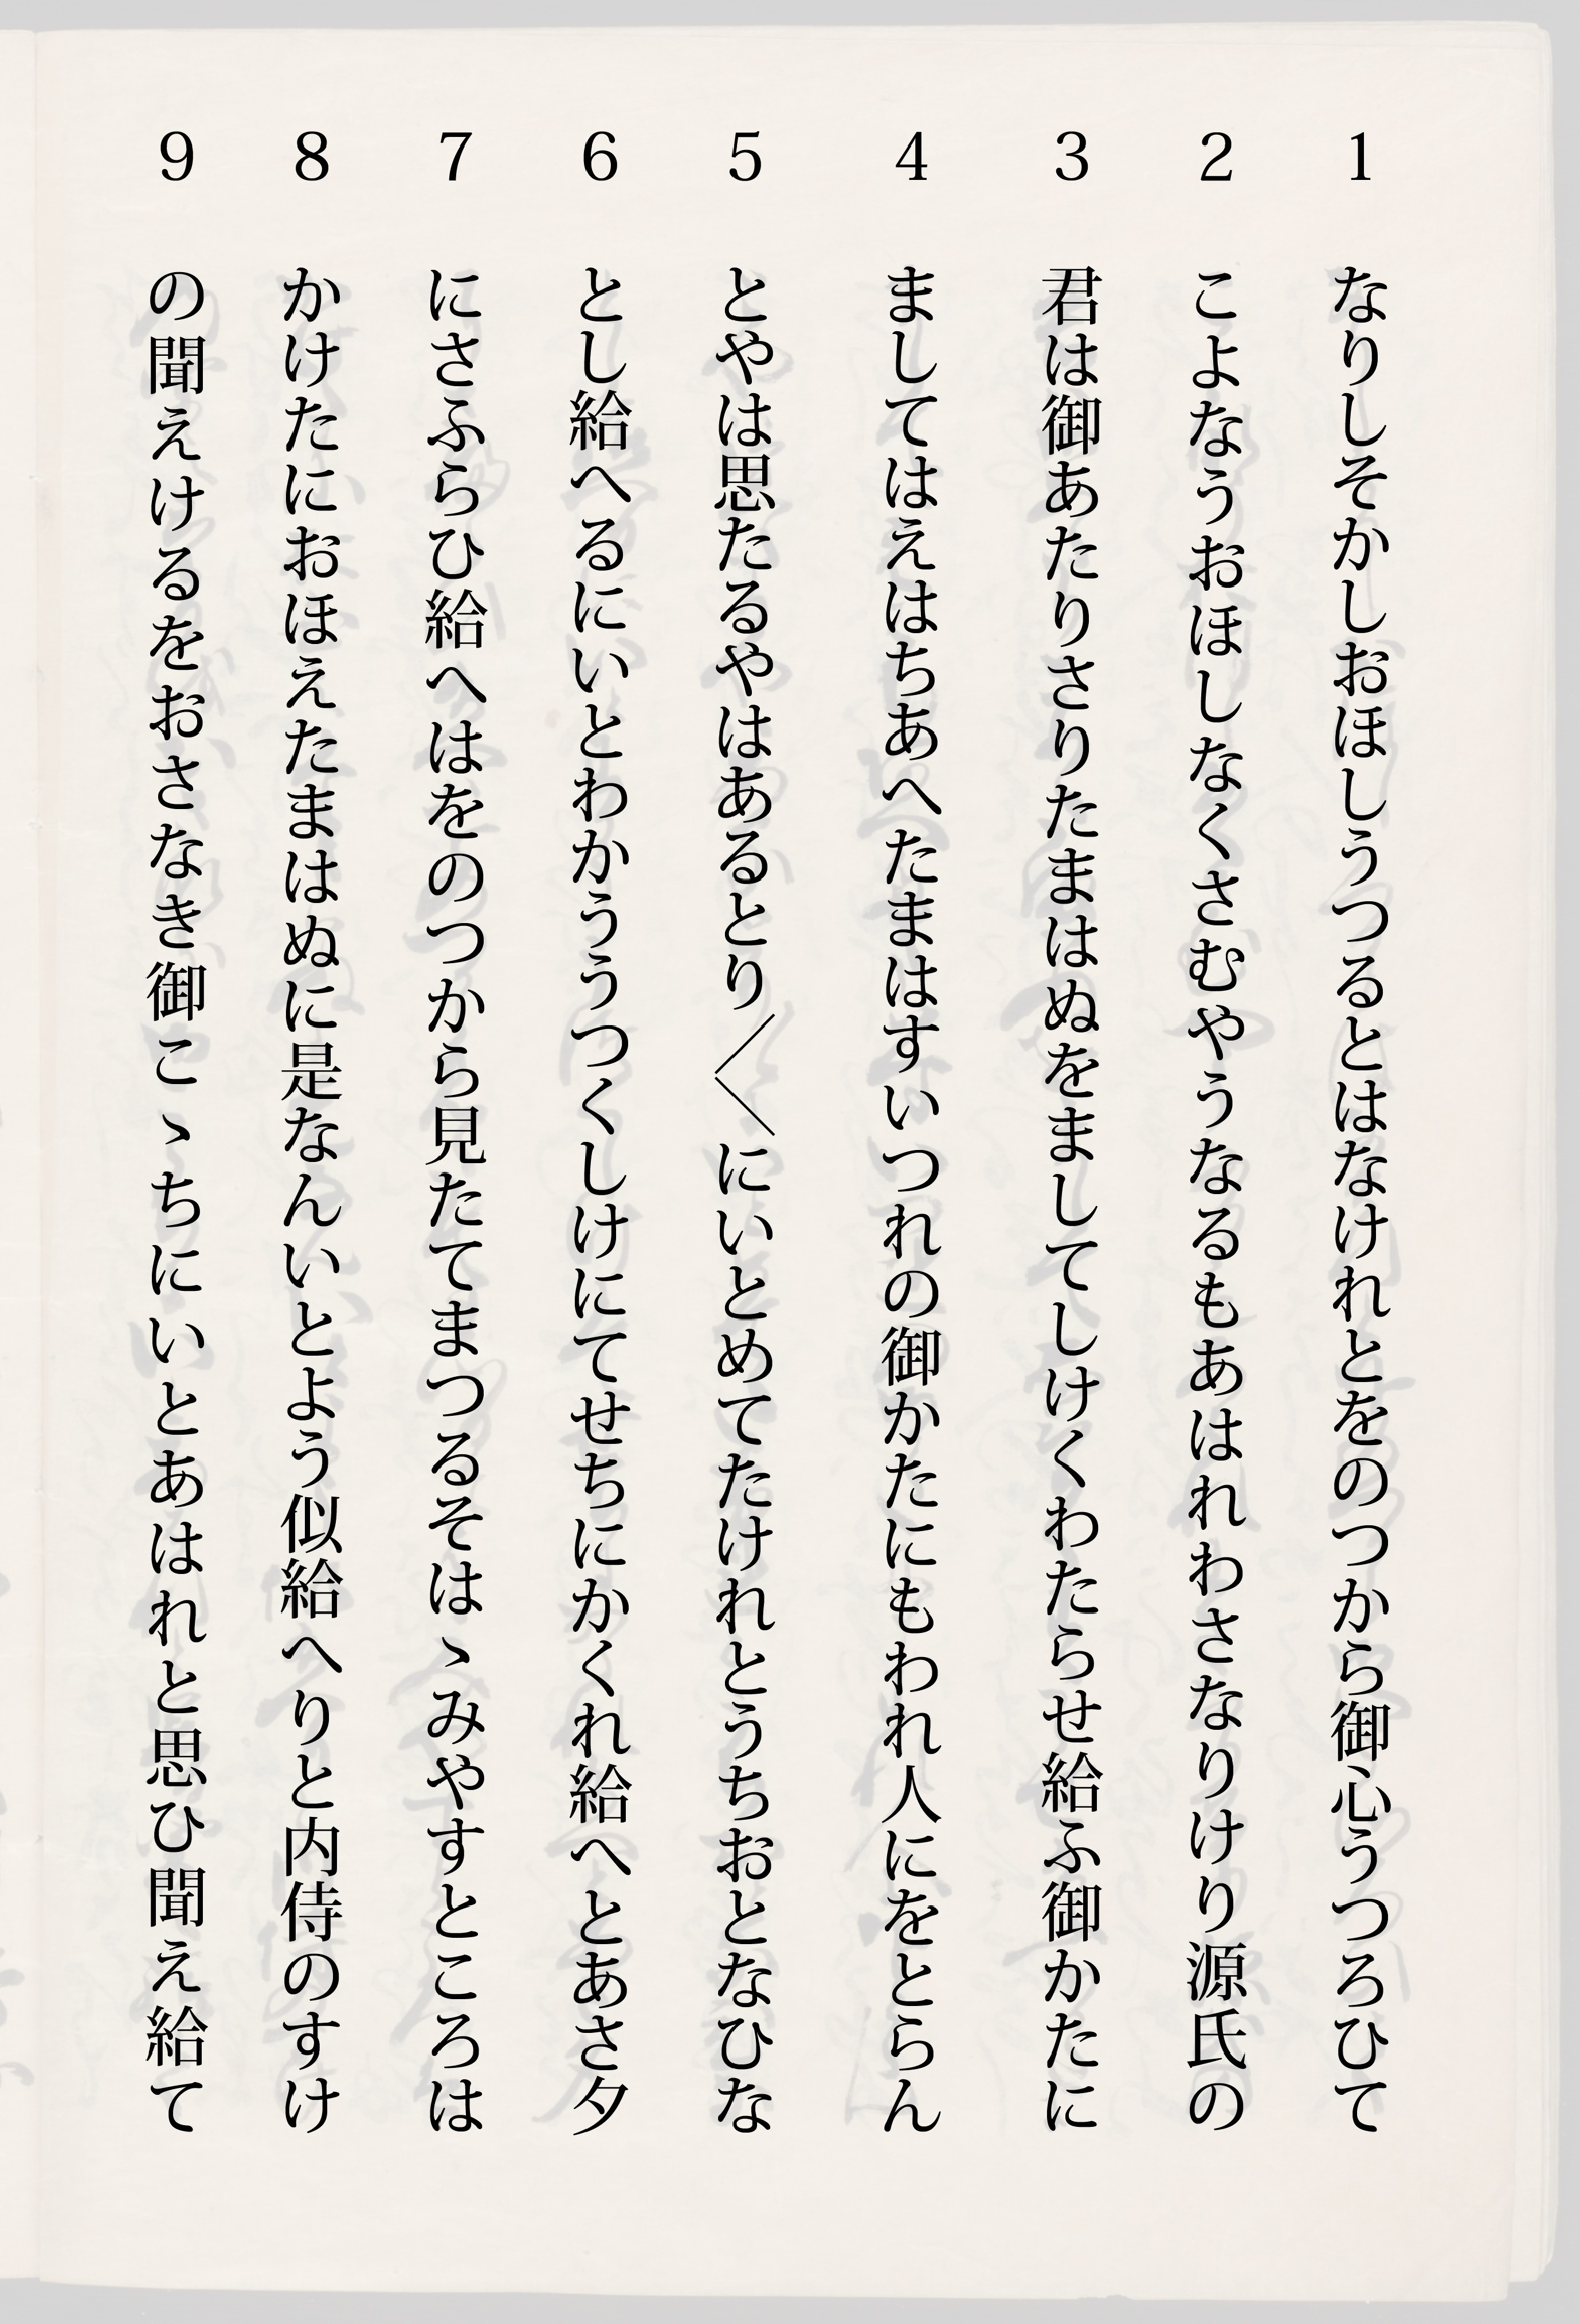 1 なりしそかしおほしうつるとはなけれとをのつから御心うつろひて
2 こよなうおほしなくさむやうなるもあはれわさなりけり源氏の
3 君は御あたりさりたまはぬをましてしけくわたらせ給ふ御かたに
4 ましてはえはちあへたまはすいつれの御かたにもわれ人にをとらん
5 とやは思たるやはあるとり〳〵にいとめてたけれとうちおとなひな
6 とし給へるにいとわかううつくしけにてせちにかくれ給へとあさ夕
7 にさふらひ給へはをのつから見たてまつるそはゝみやすところは
8 かけたにおほえたまはぬに是なんいとよう似給へりと内侍のすけ
9 の聞えけるをおさなき御こゝちにいとあはれと思ひ聞え給て